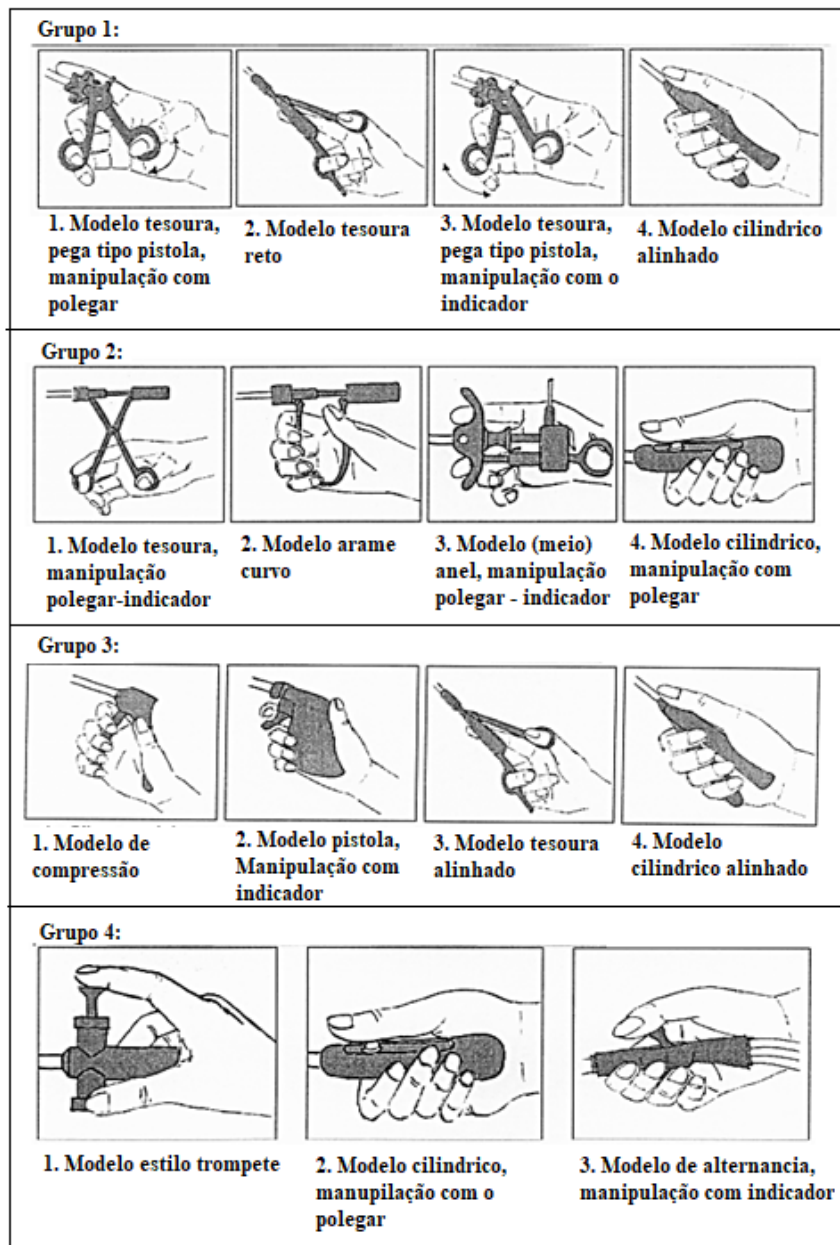 Grupo 1:
1. Modelo tesoura,
pega tipo pistola,
manipulação com
polegar
2. Modelo tesoura
reto
3. Modelo tesoura,
pega tipo pistola,
manipulação com o
indicador
4. Modelo cilindrico
alinhado
Grupo 2:
1. Modelo tesoura,
manipulação
polegar-indicador
2. Modelo arame
curvo
3. Modelo (meio)
anel, manipulação
polegar - indicador
4. Modelo cilindrico,
manipulação com
polegar
Grupo 3:
1. Modelo de
compressão
2. Modelo pistola,
Manipulação com
indicador
3. Modelo tesoura
alinhado
4. Modelo
cilindrico alinhado
Grupo 4:
1. Modelo estilo trompete
2. Modelo cilindrico,
manupilação com o
polegar
3. Modelo de alternancia,
manipulação com indicador